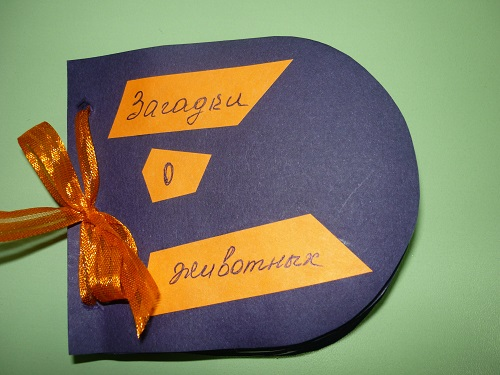 Загадки
о
животных